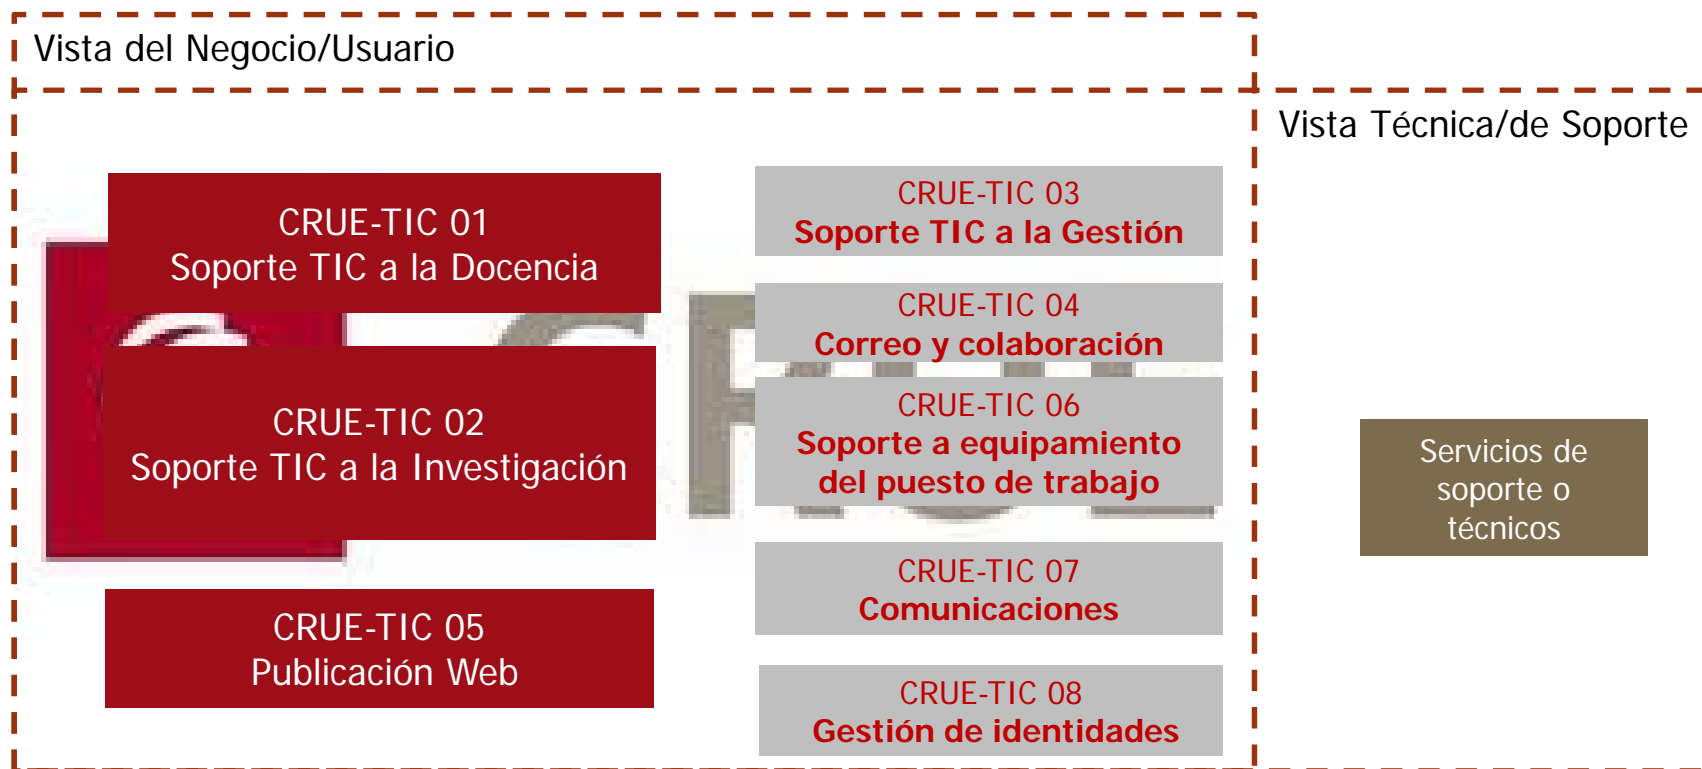 Vista del Negocio/Usuario
Vista Técnica/de Soporte
CRUE-TIC 01
Soporte TIC a la Docencia
CRUE-TIC 02
Soporte TIC a la Investigación
CRUE-TIC 05
Publicación Web
CRUE-TIC 03
Soporte TIC a la Gestión
CRUE-TIC 04
Correo y colaboración
CRUE-TIC 06
Soporte a equipamiento
del puesto de trabajo
CRUE-TIC 07
Comunicaciones
CRUE-TIC 08
Gestión de identidades
Servicios de
soporte o
técnicos